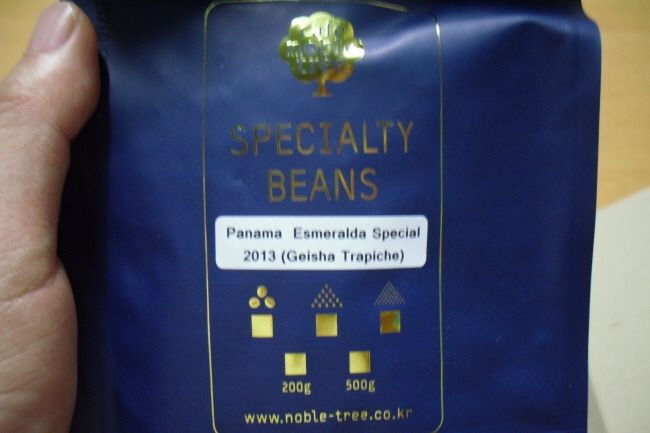 noble
tree
SPECIALTY
BEANS
Panama Esmeralda Special
2013 (Geisha Trapiche)
200g 500g
www.noble-tree.co.kr